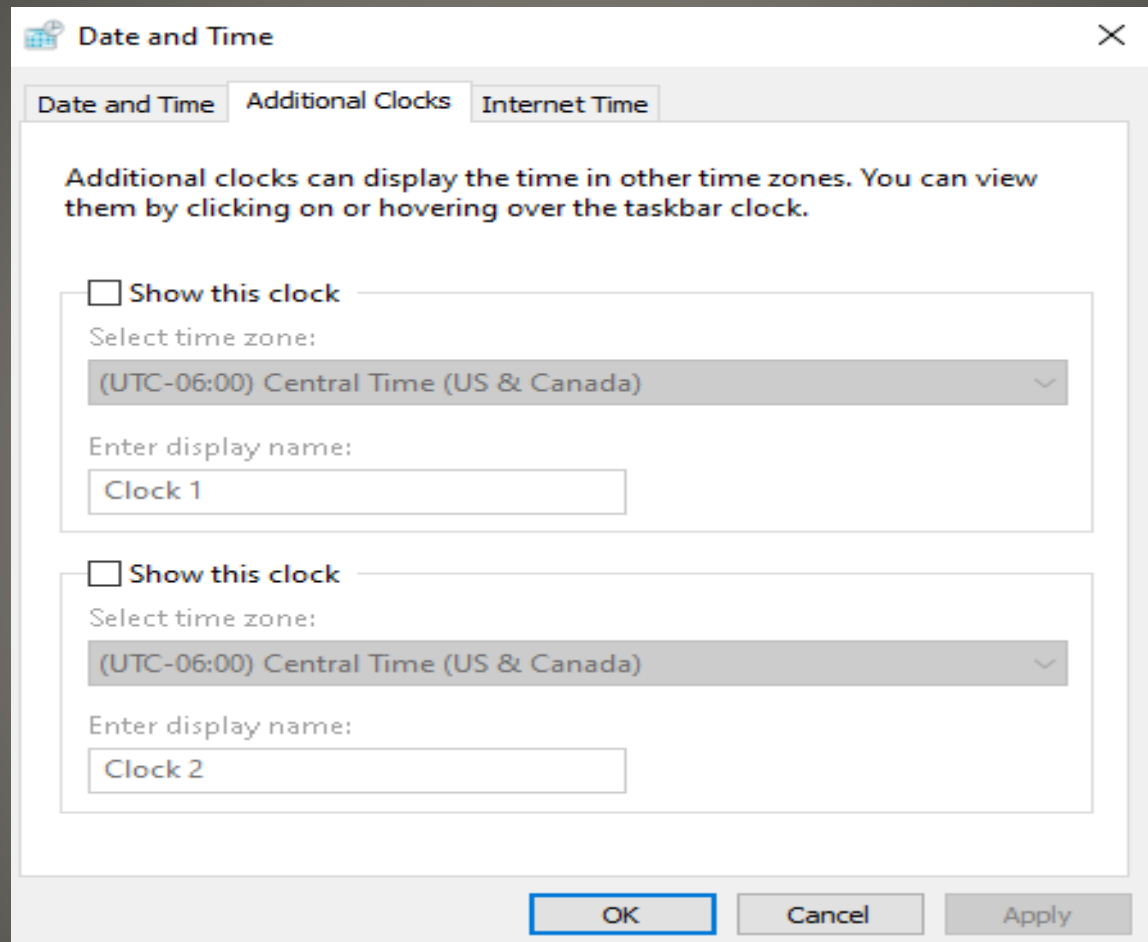 Date and Time
Date and Time
Additional Clocks
Internet Time
Additional clocks can display the time in other time zones. You can view
them by clicking on or hovering over the taskbar clock.
Show this clock
Select time zone:
(UTC-06:00) Central Time (US & Canada)
Enter display name:
Clock 1
Show this clock
Select time zone:
(UTC-06:00) Central Time (US & Canada)
Enter display name:
Clock 2
OK
Cancel
Apply